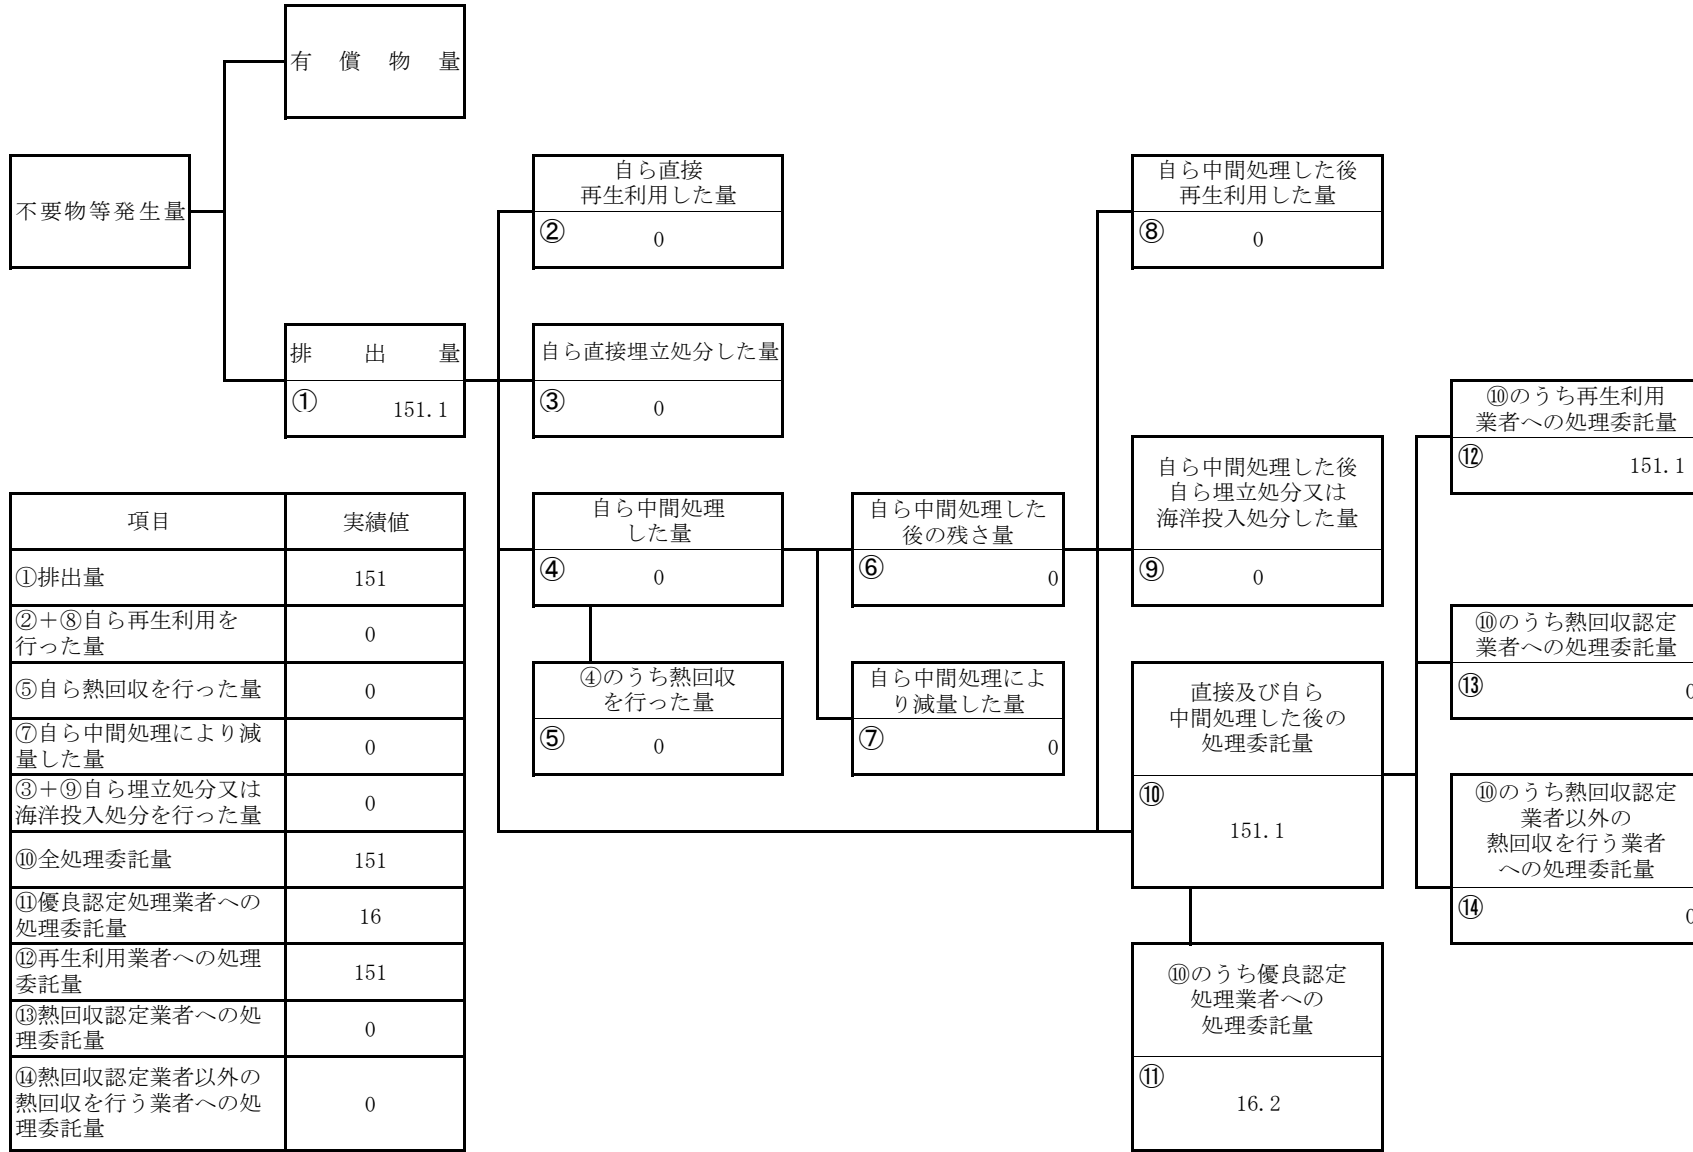 有償物量
不要物等発生量
排出量
① 151.1
自ら直接
再生利用した量
② 0
自ら直接埋立処分した量
③ 0
自ら中間処理
した量
④ 0
④のうち熱回収
を行った量
⑤ 0
自ら中間処理した
後の残さ量
⑥ 0
自ら中間処理によ
り減量した量
⑦ 0
自ら中間処理した後
再生利用した量
⑧ 0
自ら中間処理した後
自ら埋立処分又は
海洋投入処分した量
⑨ 0
直接及び自ら
中間処理した後の
処理委託量
⑩
151.1
⑩のうち優良認定
処理業者への
処理委託量
⑪
16.2
⑩のうち再生利用
業者への処理委託量
⑫ 151.1
⑩のうち熱回収認定
業者への処理委託量
⑬ 0
⑩のうち熱回収認定
業者以外の
熱回収を行う業者
への処理委託量
⑭ 0
項目 実績値
①排出量 151
②+⑧自ら再生利用を
行った量 0
⑤自ら熱回収を行った量 0
⑦自ら中間処理により減
量した量 0
③+⑨自ら埋立処分又は
海洋投入処分を行った量 0
⑩全処理委託量 151
⑪優良認定処理業者への
処理委託量 16
⑫再生利用業者への処理
委託量 151
⑬熱回収認定業者への処
理委託量 0
⑭熱回収認定業者以外の
熱回収を行う業者への処 0
理委託量